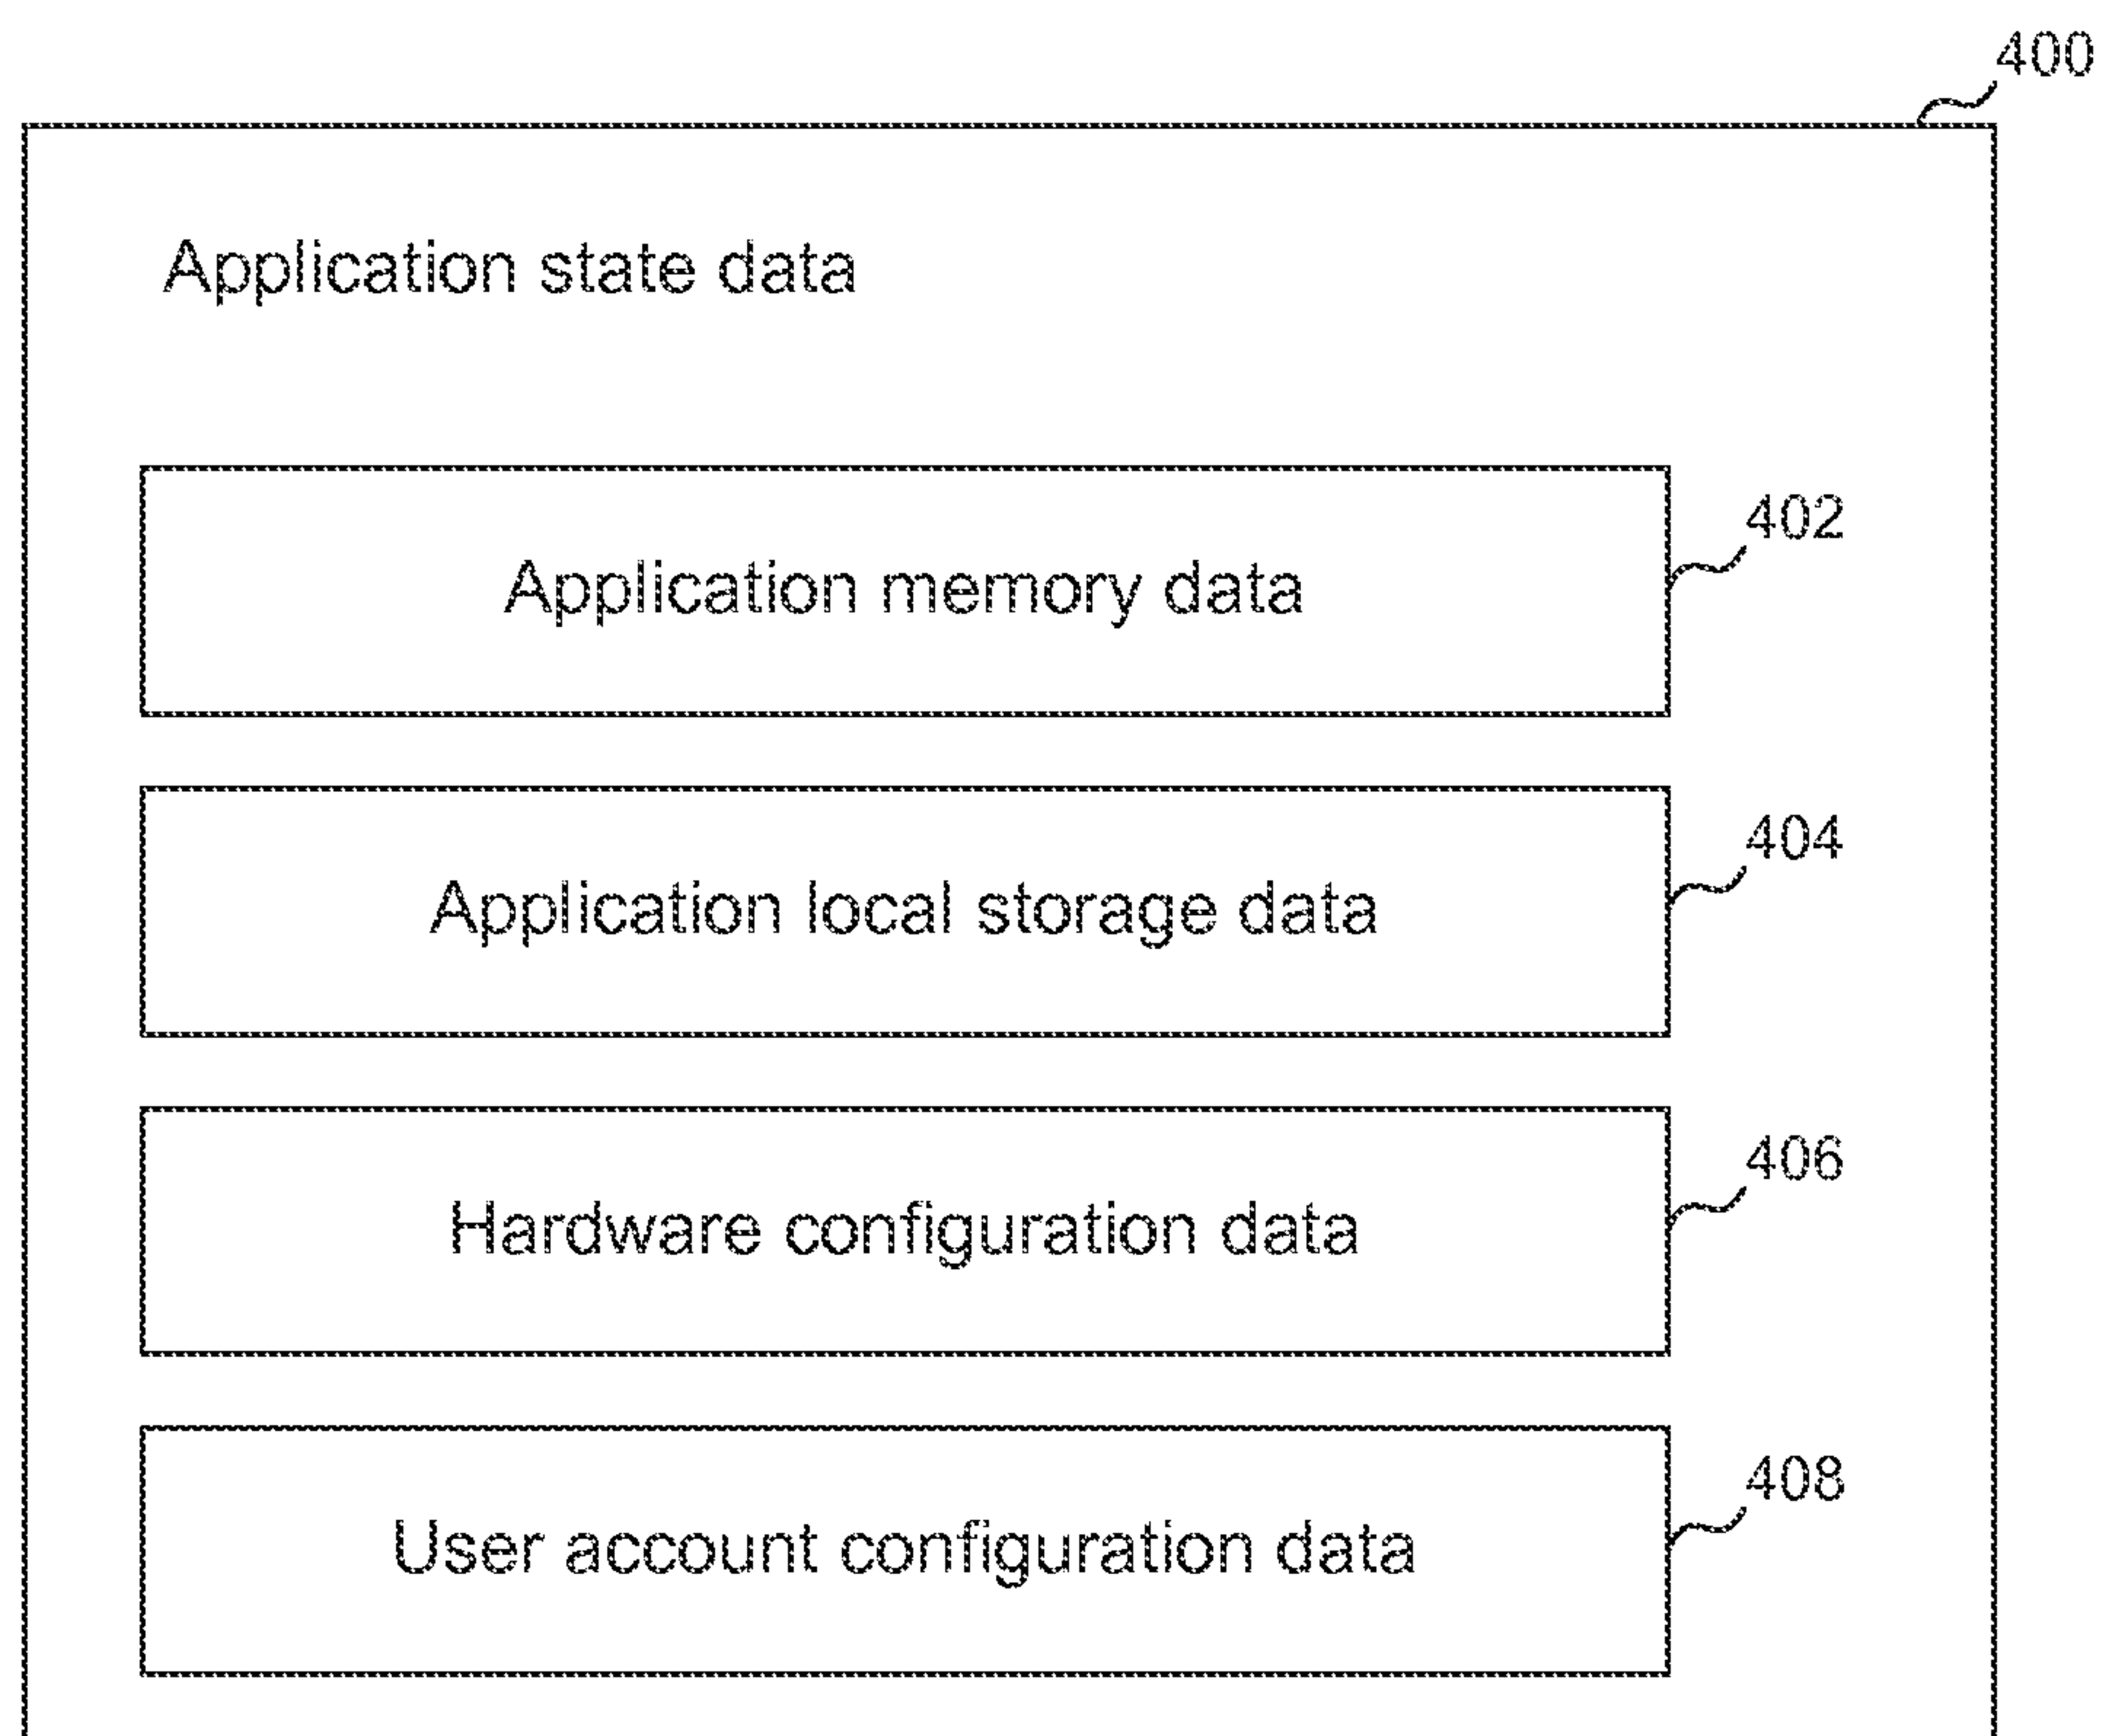 400
Application state data
402
Application memory data
404
Application local storage data
406
Hardware configuration data
408
User account configuration data